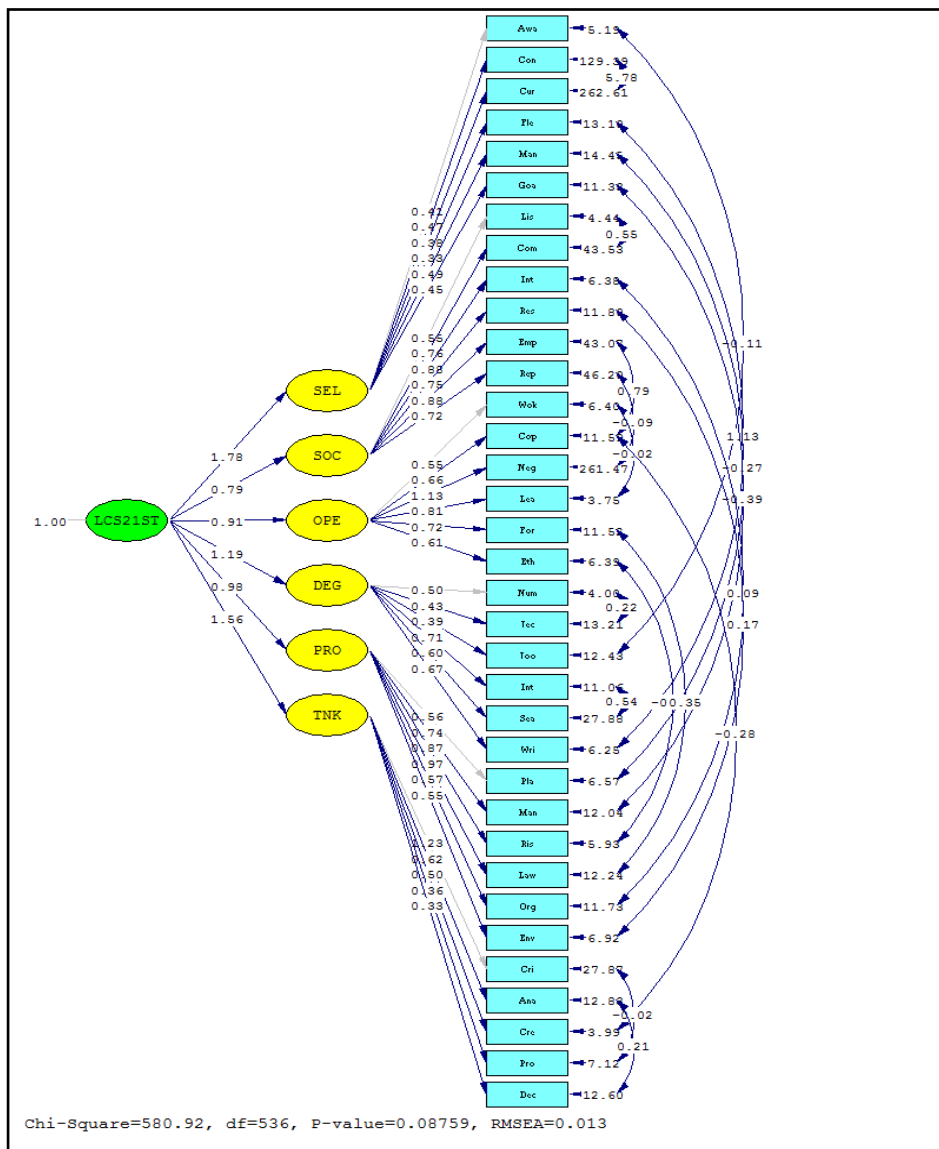 Awa 5.19
Con 129.39
5.78
Cur 262.61
Fle 13.19
Man 14.45
Goa 11.38
Lis 4.44
0.55
Com 43.53
Int 6.38
Res 11.88
Emp 43.07
Rep 46.20
Wok 6.40
Cop 11.55
Neg 261.47
Lea 3.75
For 11.53
Eth 6.39
Num 4.00
0.22
Tec 13.21
Too 12.43
Int 11.06
0.54
Sea 27.88
Wri 6.25
Pla 6.57
Man 12.04
Ris 5.93
Law 12.24
Org 11.73
Env 6.92
Cri 27.87
Ana 12.88
Cre 3.99
Pro 7.12
Dec 12.60
0.41
0.47
0.38
0.33
0.49
0.45
0.55
0.76
0.88
0.75
0.88
0.72
0.55
0.66
1.13
0.81
0.72
0.61
0.50
0.43
0.39
0.71
0.60
0.67
0.56
0.74
0.87
0.97
0.57
0.55
1.23
0.62
0.50
0.36
0.33
SEL
SOC
OPE
DEG
PRO
TNK
1.78
0.79
0.91
1.19
0.98
1.56
1.00 LCS21ST
-0.11
0.79
-0.09
1.13
-0.02
-0.27
-0.39
0.09
0.17
-00.35
-0.28
-0.02
0.21
Chi-Square=580.92, df=536, P-value=0.08759, RMSEA=0.013